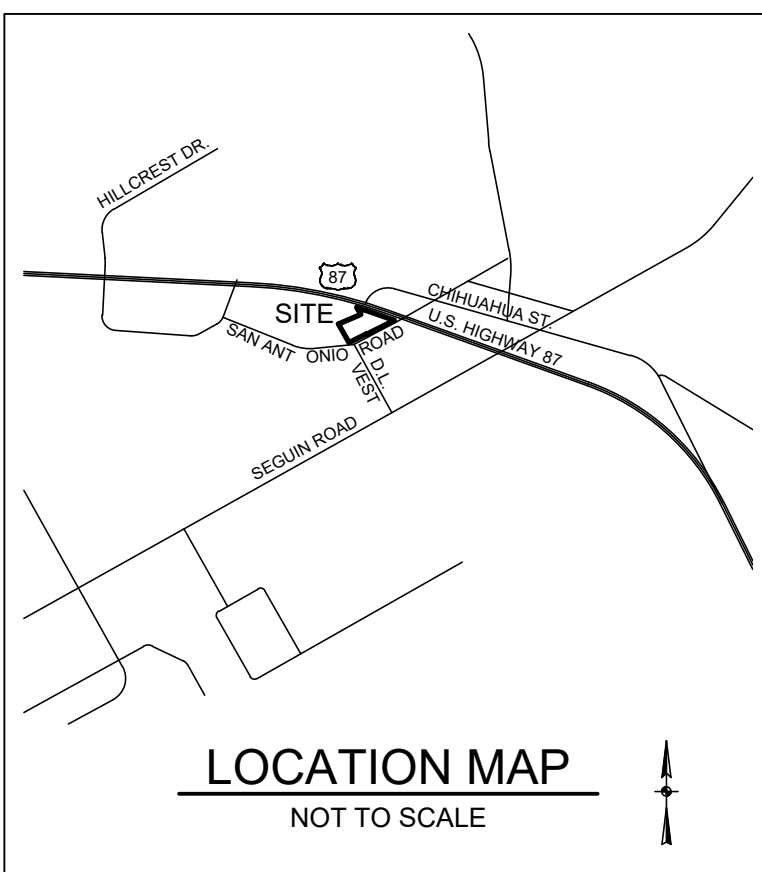 HILLCREST DR.
87
SITE
CHIHUAHUA ST.
U.S. HIGHWAY 87
SAN ANT ONIO ROAD
D.L.
VEST
SEGUIN ROAD
LOCATION MAP
NOT TO SCALE